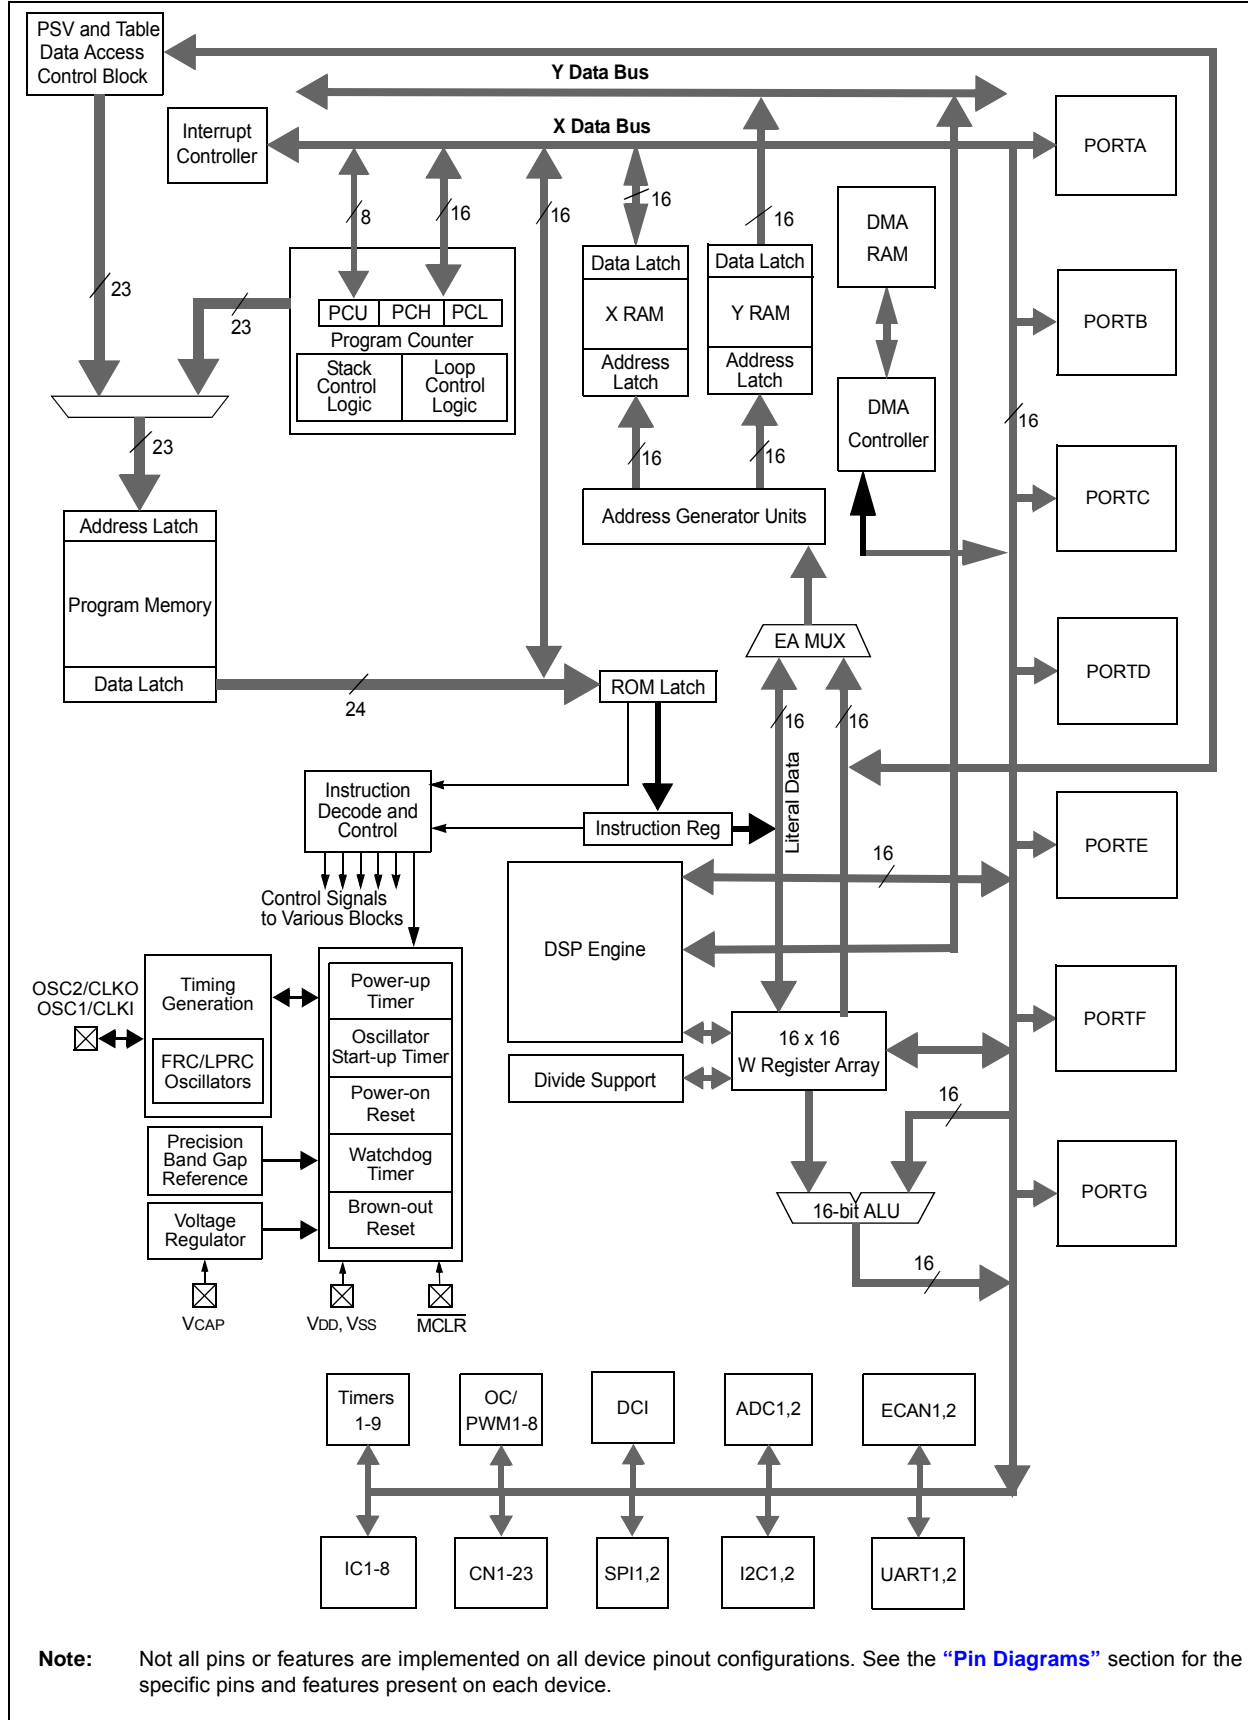 PSV and Table
Data Access
Control Block
Y Data Bus
Interrupt
Controller
X Data Bus
PORTA
8
16
16
16
16
DMA
RAM
Data Latch
Data Latch
23
23
PCU
PCH
PCL
X RAM
Y RAM
PORTB
Program Counter
Stack
Control
Logic
Loop
Control
Logic
Address
Latch
Address
Latch
DMA
Controller
16
23
16
16
PORTC
Address Latch
Address Generator Units
Program Memory
EA MUX
PORTD
Data Latch
24
ROM Latch
16
16
Literal Data
Instruction
Decode and
Control
Instruction Reg
PORTE
16
Control Signals
to Various Blocks
DSP Engine
OSC2/CLKO
OSC1/CLKI
Timing
Generation
Power-up
Timer
PORTF
FRC/LPRC
Oscillators
Oscillator
Start-up Timer
16 x 16
W Register Array
Divide Support
Power-on
Reset
16
Precision
Band Gap
Reference
Watchdog
Timer
PORTG
Voltage
Regulator
Brown-out
Reset
16-bit ALU
16
VCAP
VDD, VSS
MCLR
Timers
1-9
OC/
PWM1-8
DCI
ADC1,2
ECAN1,2
IC1-8
CN1-23
SPI1,2
I2C1,2
UART1,2
Note: Not all pins or features are implemented on all device pinout configurations. See the “Pin Diagrams” section for the
specific pins and features present on each device.